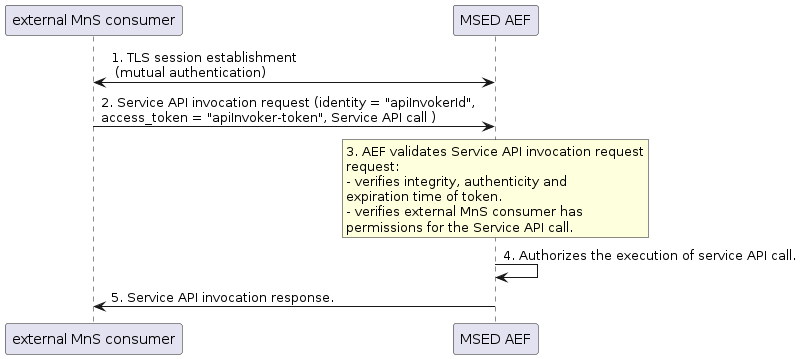 external MnS consumer
MSED AEF
1. TLS session establishment
(mutual authentication)
2. Service API invocation request (identity = "apiInvokerId",
access_token = "apiInvoker-token", Service API call )
3. AEF validates Service API invocation request
request:
- verifies integrity, authenticity and
expiration time of token.
- verifies external MnS consumer has
permissions for the Service API call.
4. Authorizes the execution of service API call.
5. Service API invocation response.
external MnS consumer
MSED AEF